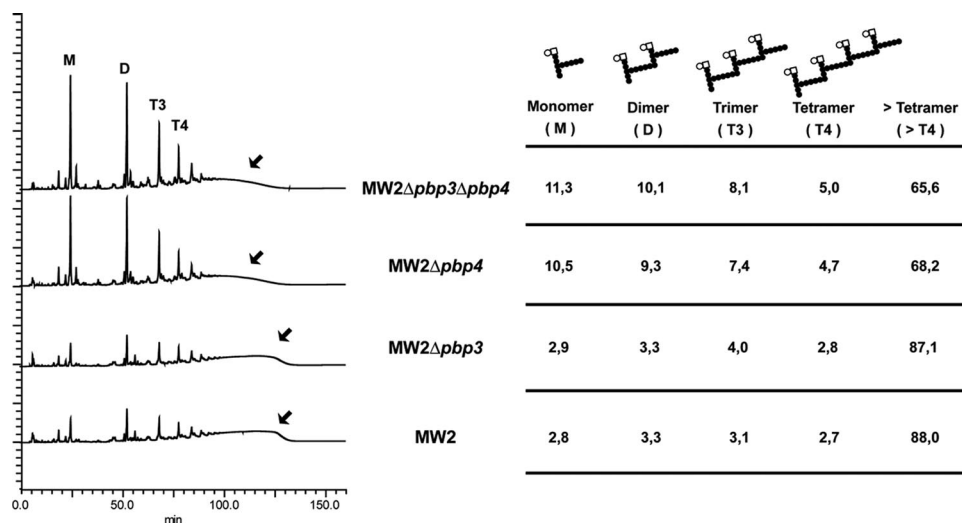 M
D
T3
T4
0.0
50.0
100.0
150.0
min
Monomer Dimer Trimer Tetramer > Tetramer
( M ) ( D ) ( T3 ) ( T4 ) ( > T4 )
MW2Δpbp3Δpbp4 11,3 10,1 8,1 5,0 65,6
MW2Δpbp4 10,5 9,3 7,4 4,7 68,2
MW2Δpbp3 2,9 3,3 4,0 2,8 87,1
MW2 2,8 3,3 3,1 2,7 88,0